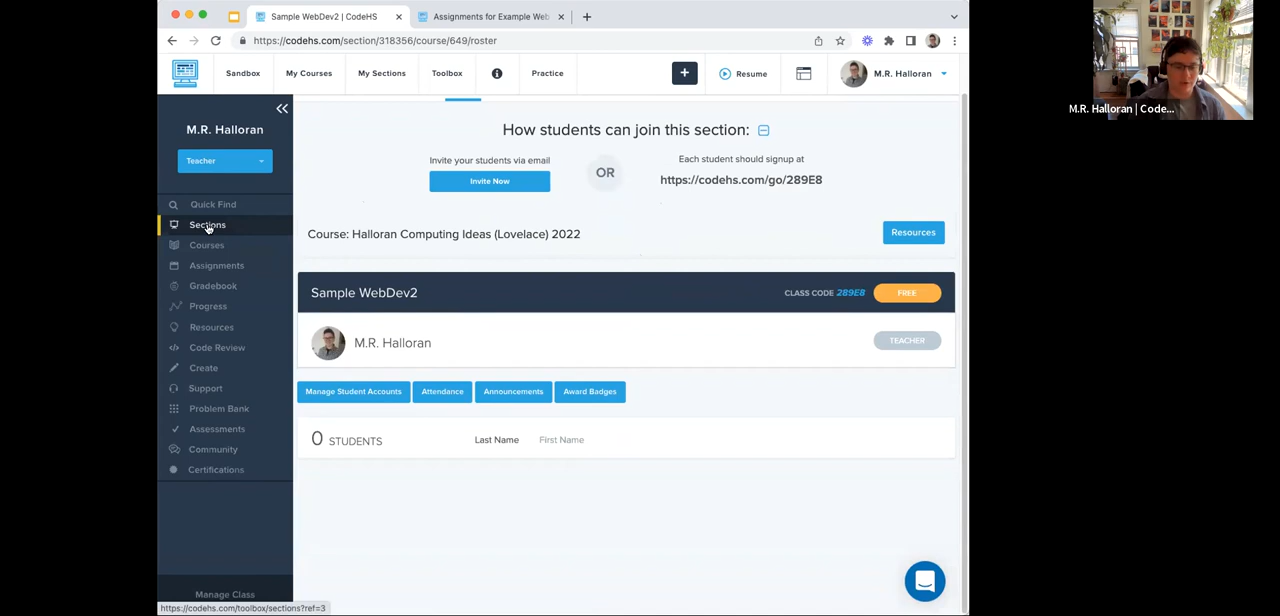 Sample WebDev2 | CodeHS
Assignments for Example Web
https://codehs.com/section/318356/course/649/roster
Sandbox
My Courses
My Sections
Toolbox
Practice
Resume
M.R. Halloran
M.R. Halloran | Code...
M.R. Halloran
Teacher
Quick Find
Sections
Courses
Assignments
Gradebook
Progress
Resources
Code Review
Create
Support
Problem Bank
Assessments
Community
Certifications
Manage Class
https://codehs.com/toolbox/sections?ref=3
How students can join this section:
Invite your students via email
Invite Now
OR
Each student should signup at
https://codehs.com/go/289E8
Course: Halloran Computing Ideas (Lovelace) 2022
Resources
Sample WebDev2
CLASS CODE 289E8
FREE
M.R. Halloran
TEACHER
Manage Student Accounts
Attendance
Announcements
Award Badges
0 STUDENTS
Last Name
First Name